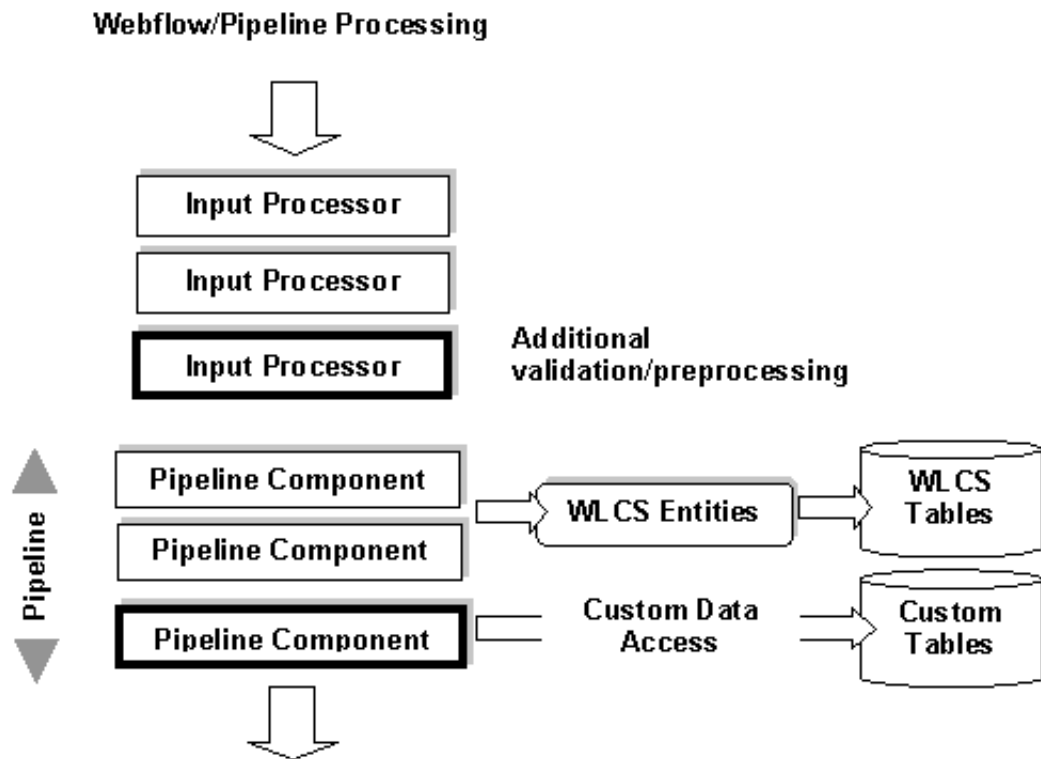 Webflow/Pipeline Processing
Input Processor
Input Processor
Input Processor
Additional
validation/preprocessing
Pipeline
Pipeline Component
Pipeline Component
Pipeline Component
WLCS Entities
WLCS
Tables
Custom Data
Access
Custom
Tables